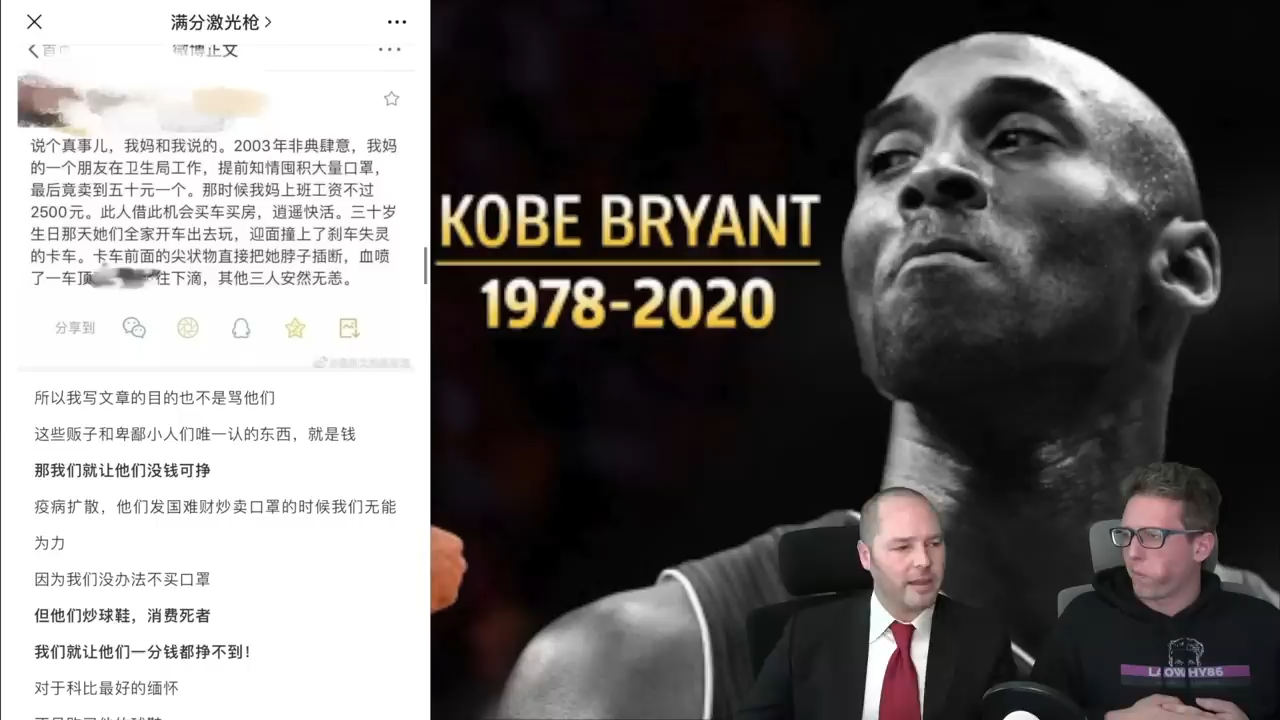 满分激光枪
微博正文
说个真事儿，我妈和我说的。2003年非典肆意，我妈
的一个朋友在卫生局工作，提前知情囤积大量口罩，
最后竟卖到五十元一个。那时候我妈上班工资不过
2500元。此人借此机会买车买房，逍遥快活。三十岁
生日那天她们全家开车出去玩，迎面撞上了刹车失灵
的卡车。卡车前面的尖状物直接把她脖子插断，血喷
了一车顶 往下滴，其他三人安然无恙。
分享到
所以我写文章的目的也不是骂他们
这些贩子和卑鄙小人们唯一认的东西，就是钱
那我们就让他们没钱可挣
疫病扩散，他们发国难财炒卖口罩的时候我们无能
为力
因为我们没办法不买口罩
但他们炒球鞋，消费死者
我们就让他们一分钱都挣不到！
对于科比最好的缅怀
KOBE BRYANT
1978-2020
LAOWHY86